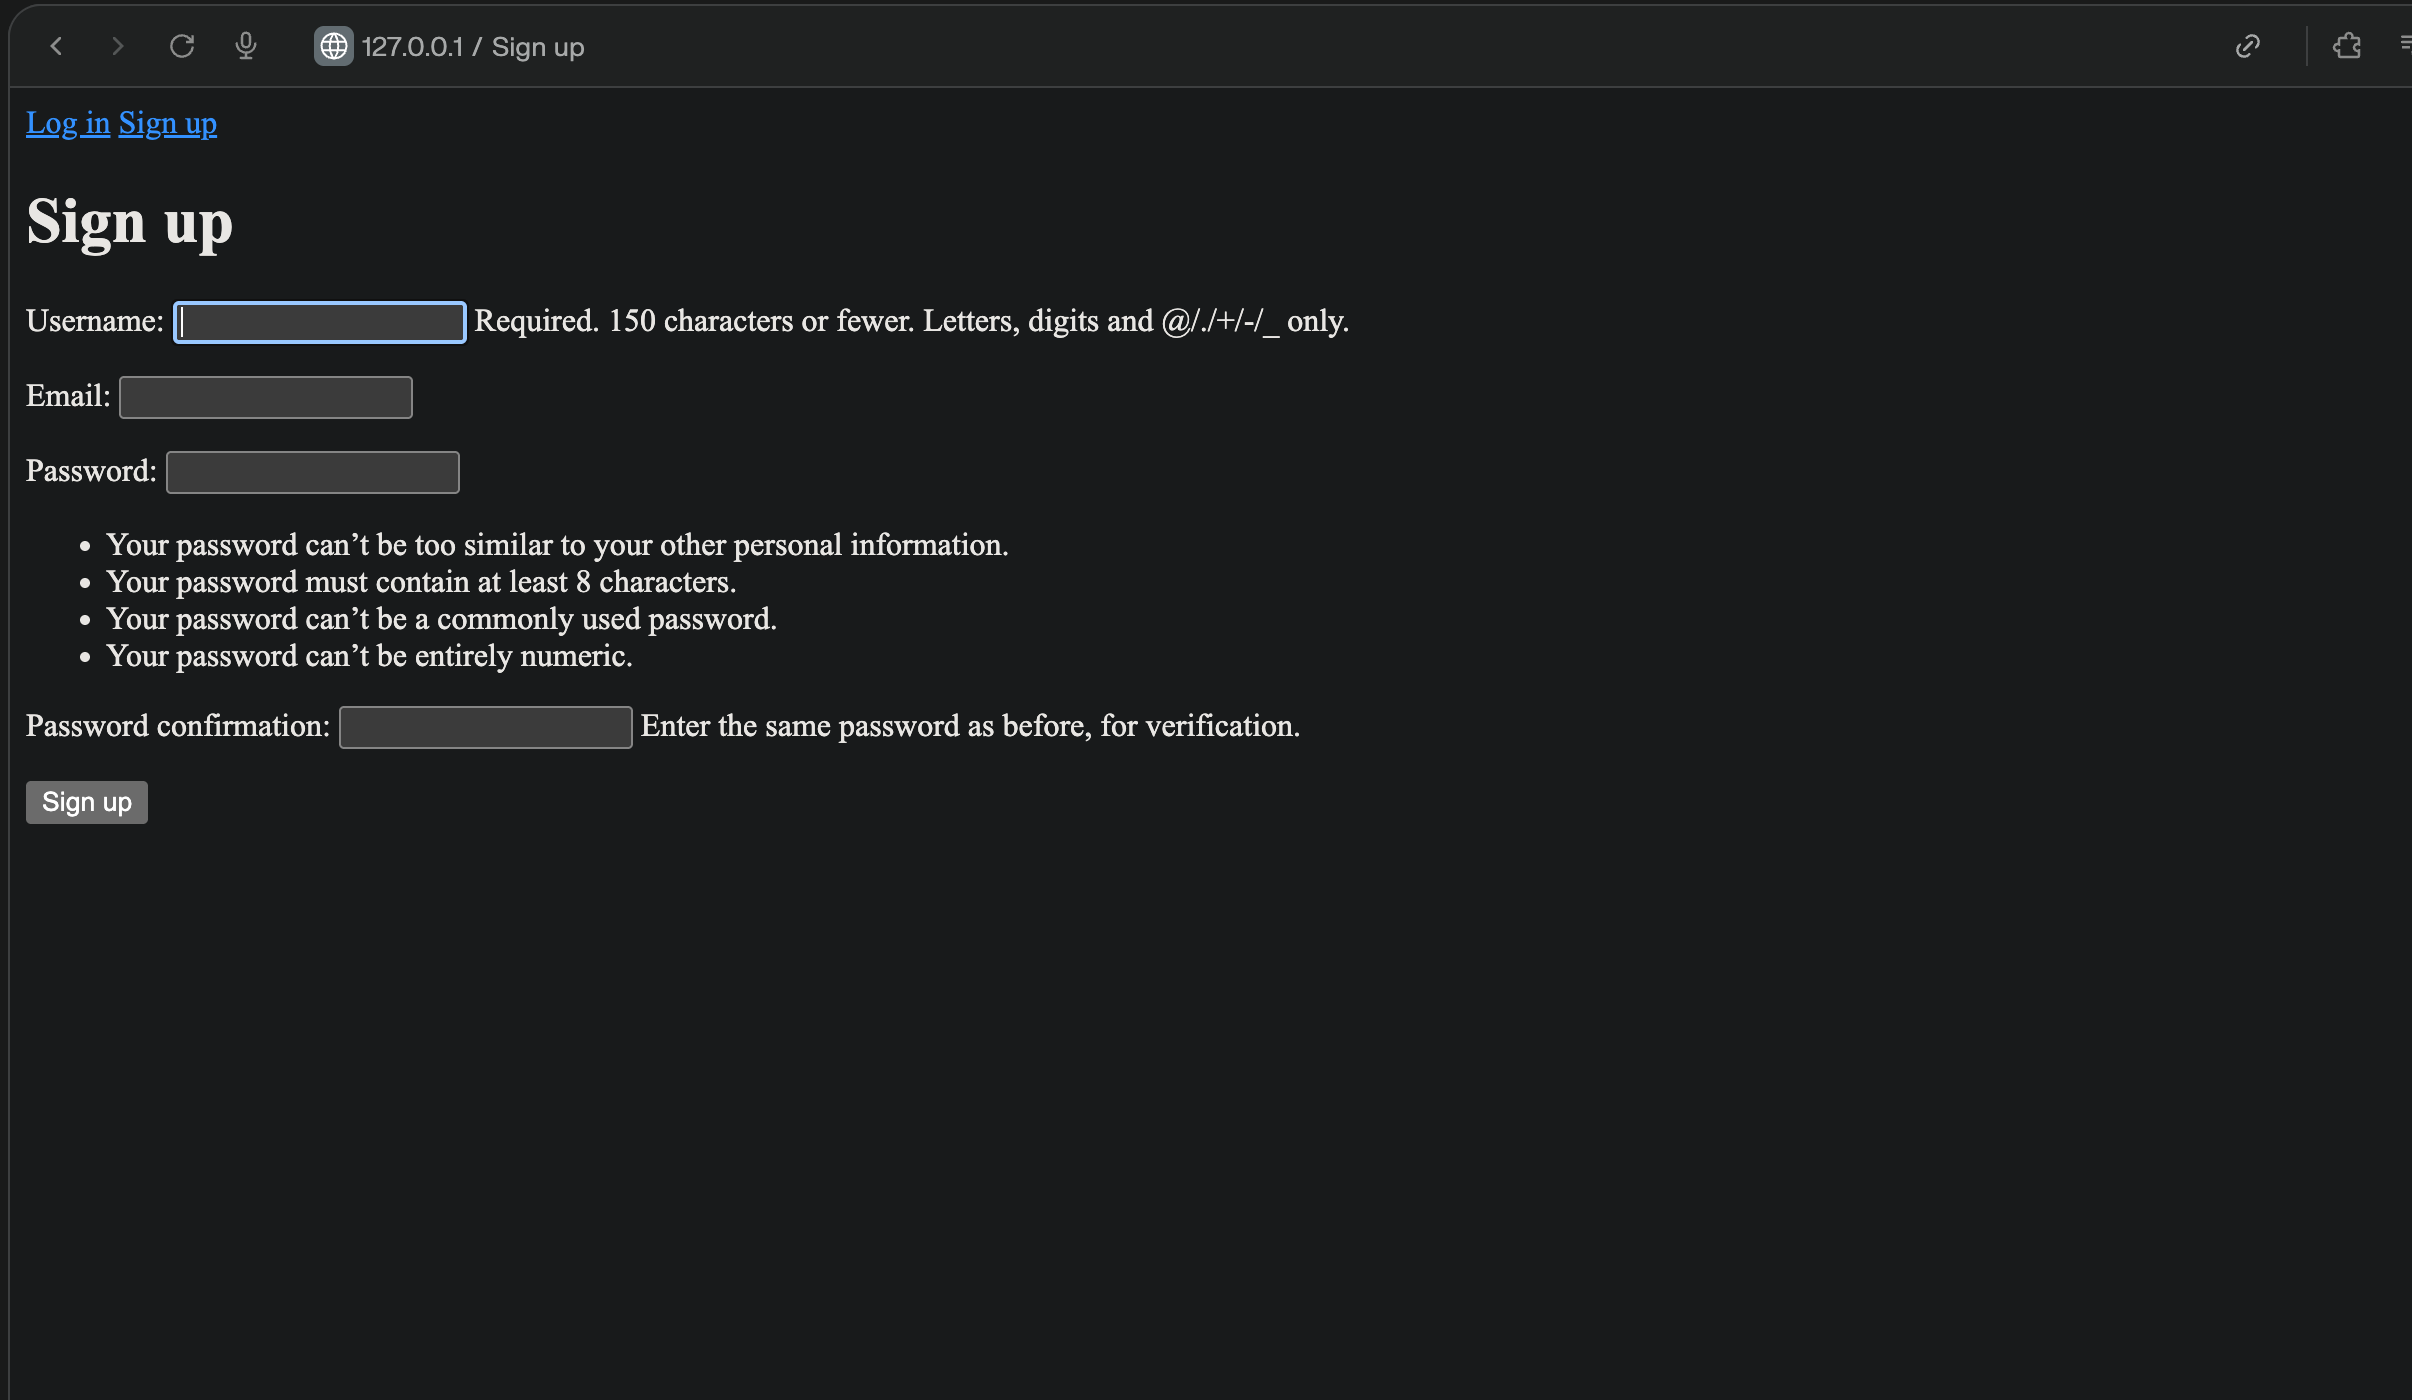 127.0.0.1 / Sign up
Log in Sign up
Sign up
Username: Required. 150 characters or fewer. Letters, digits and @/./+/-/_ only.
Email:
Password:
• Your password can’t be too similar to your other personal information.
• Your password must contain at least 8 characters.
• Your password can’t be a commonly used password.
• Your password can’t be entirely numeric.
Password confirmation: Enter the same password as before, for verification.
Sign up